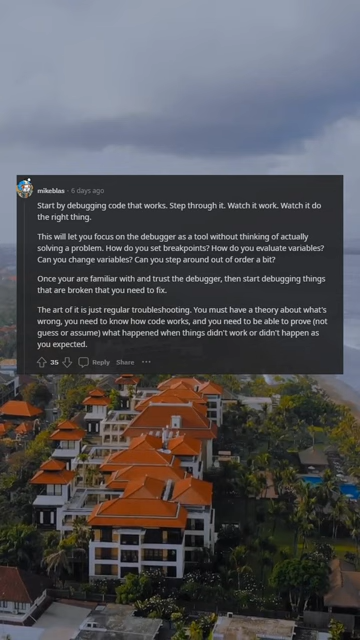 mikeblas · 6 days ago
Start by debugging code that works. Step through it. Watch it work. Watch it do
the right thing.
This will let you focus on the debugger as a tool without thinking of actually
solving a problem. How do you set breakpoints? How do you evaluate variables?
Can you change variables? Can you step around out of order a bit?
Once your are familiar with and trust the debugger, then start debugging things
that are broken that you need to fix.
The art of it is just regular troubleshooting. You must have a theory about what's
wrong, you need to know how code works, and you need to be able to prove (not
guess or assume) what happened when things didn't work or didn't happen as
you expected.
35 Reply Share ···